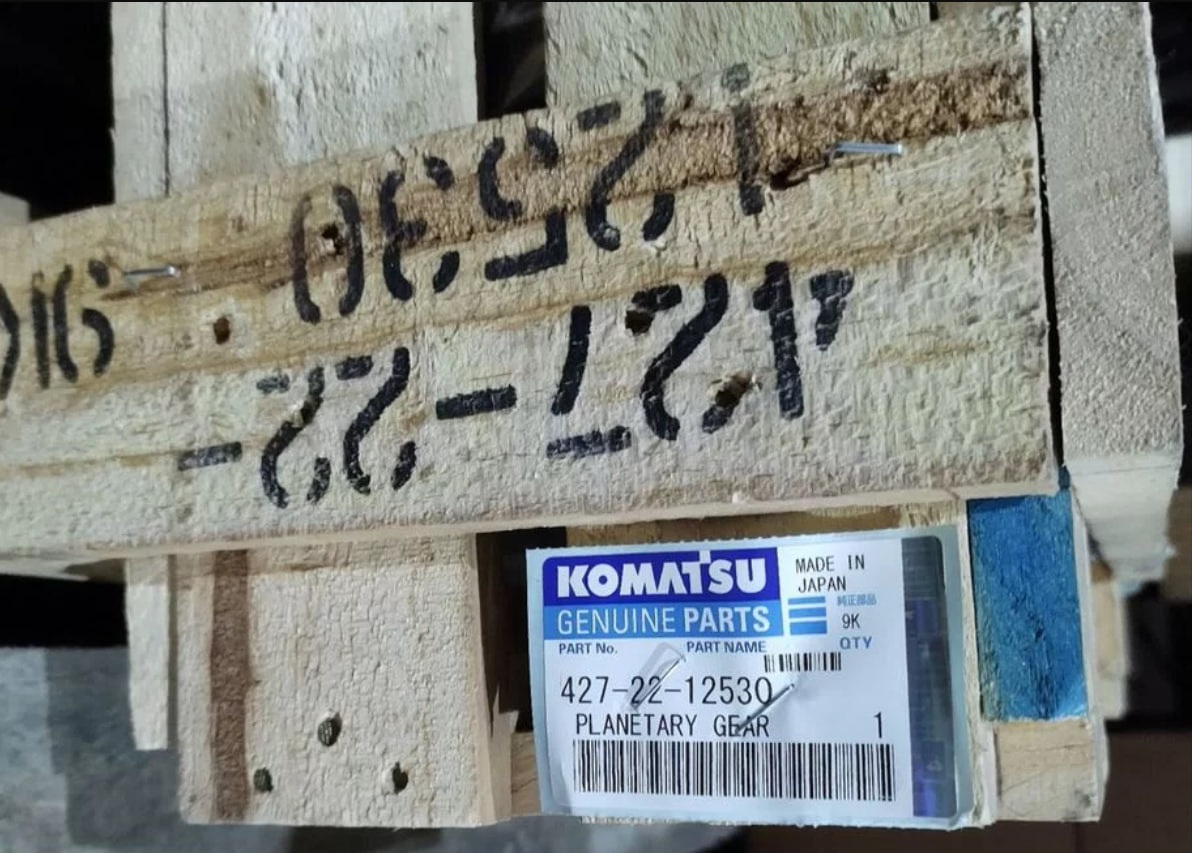 427-22-
12530
KOMATSU
GENUINE PARTS
MADE IN
JAPAN
純正部品
9K
PART No.
PART NAME
QTY
427-22-12530
PLANETARY GEAR
1